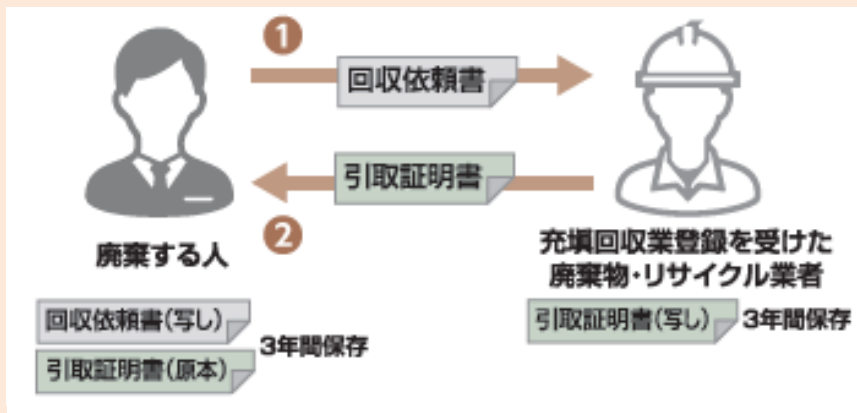 ❶
回収依頼書
引取証明書
❷
廃棄する人
充填回収業登録を受けた
廃棄物・リサイクル業者
回収依頼書(写し)
引取証明書(原本)
3年間保存
引取証明書(写し)
3年間保存